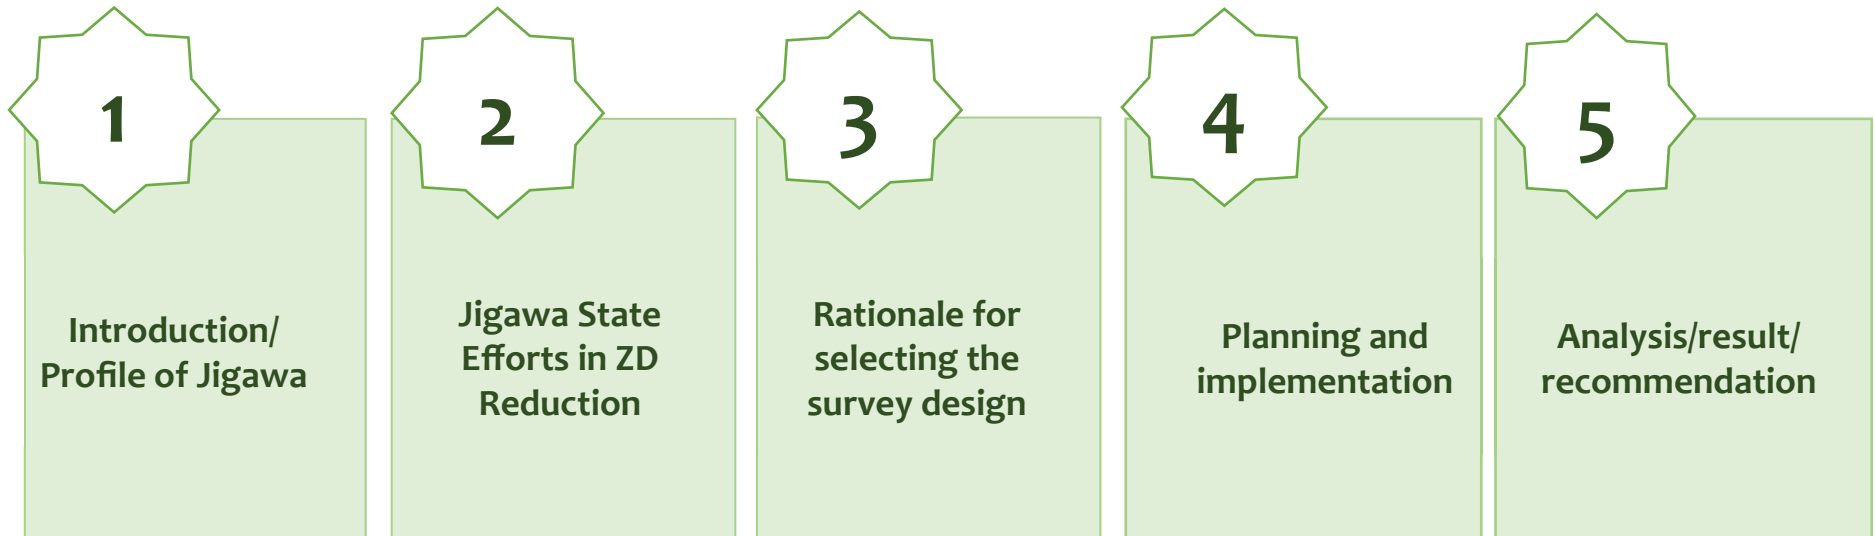 1
Introduction/
Profile of Jigawa
2
Jigawa State
Efforts in ZD
Reduction
3
Rationale for
selecting the
survey design
4
Planning and
implementation
5
Analysis/result/
recommendation